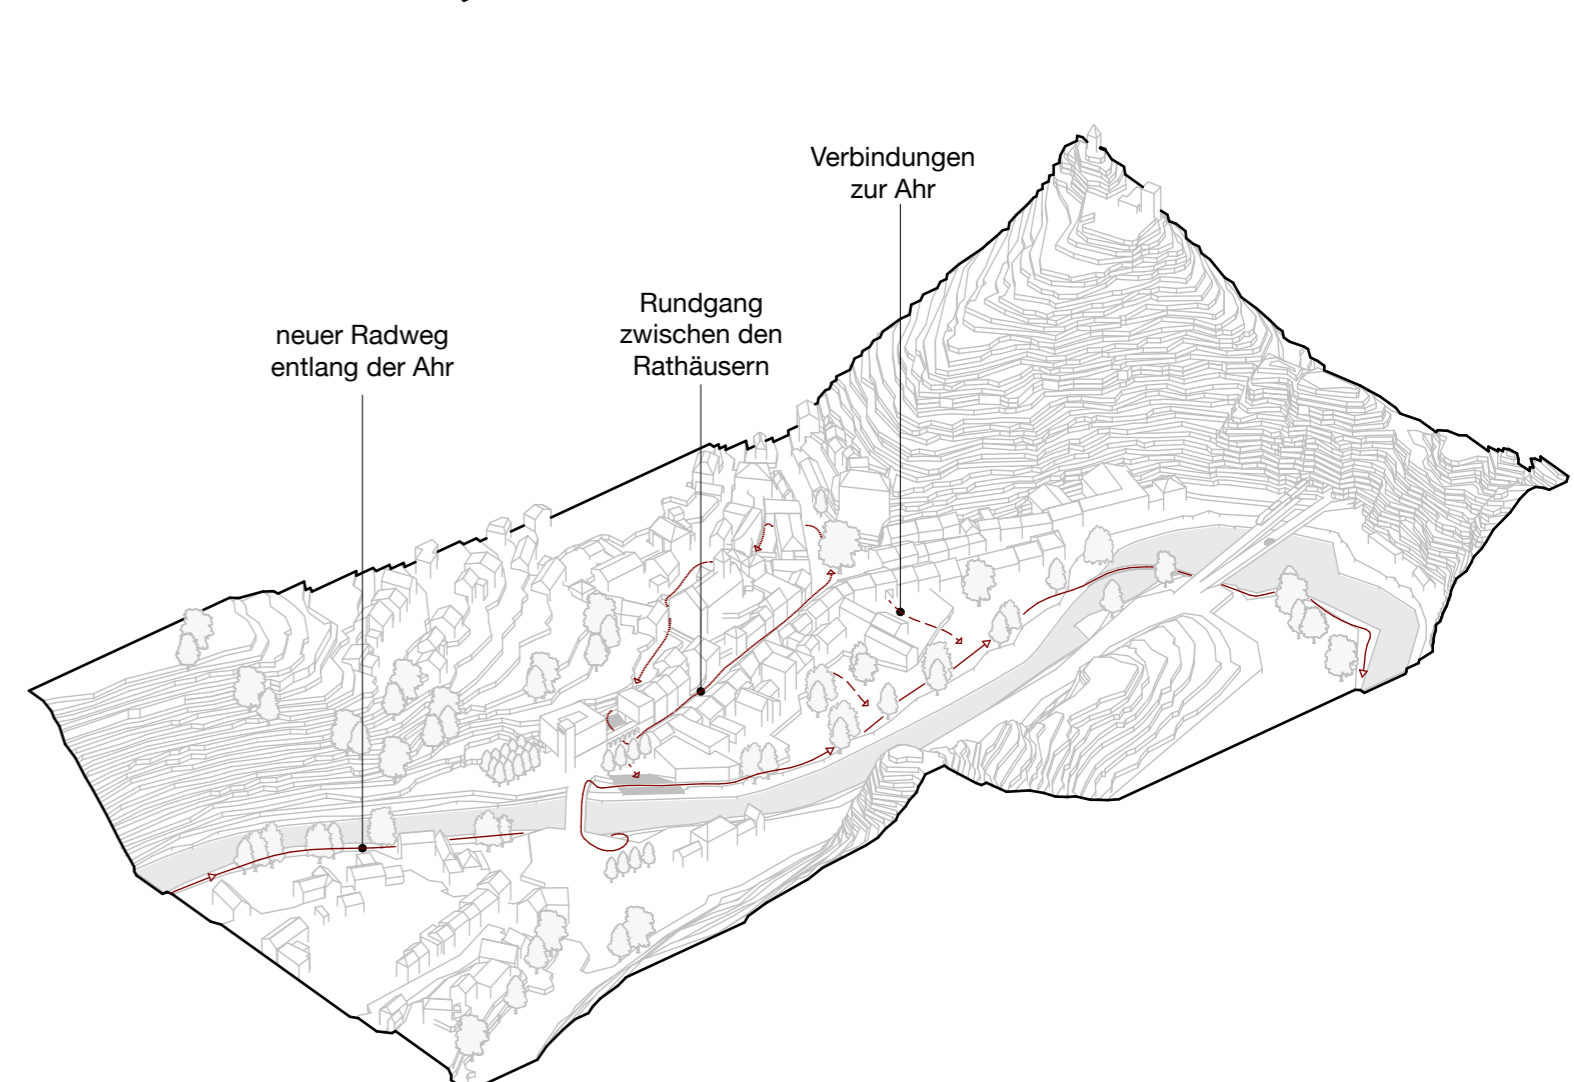 Verbindungen
zur Ahr
Rundgang
zwischen den
Rathäusern
neuer Radweg
entlang der Ahr